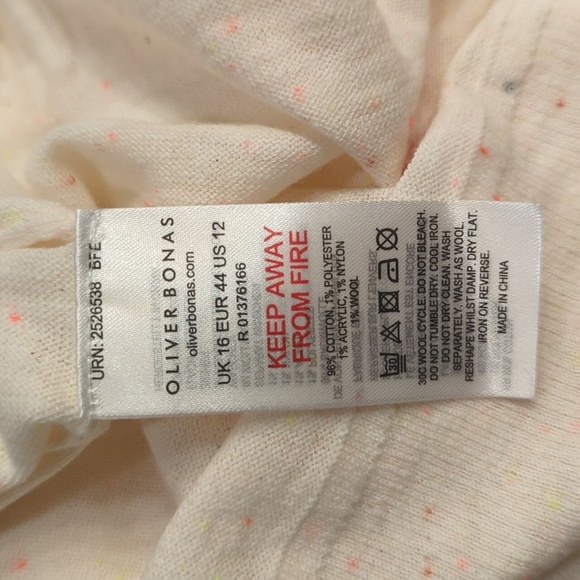 URN: 2526538 BFE
OLIVER BONAS
oliverbonas.com
UK 16 EUR 44 US 12
R 01376166
KEEP AWAY
FROM FIRE
96% COTTON, 1% POLYESTER
1% ACRYLIC, 1% NYLON
1% WOOL
30
30C WOOL CYCLE. DO NOT BLEACH.
DO NOT TUMBLE DRY. COOL IRON.
DO NOT DRY CLEAN. WASH
SEPARATELY. WASH AS WOOL.
RESHAPE WHILST DAMP, DRY FLAT.
IRON ON REVERSE.
MADE IN CHINA